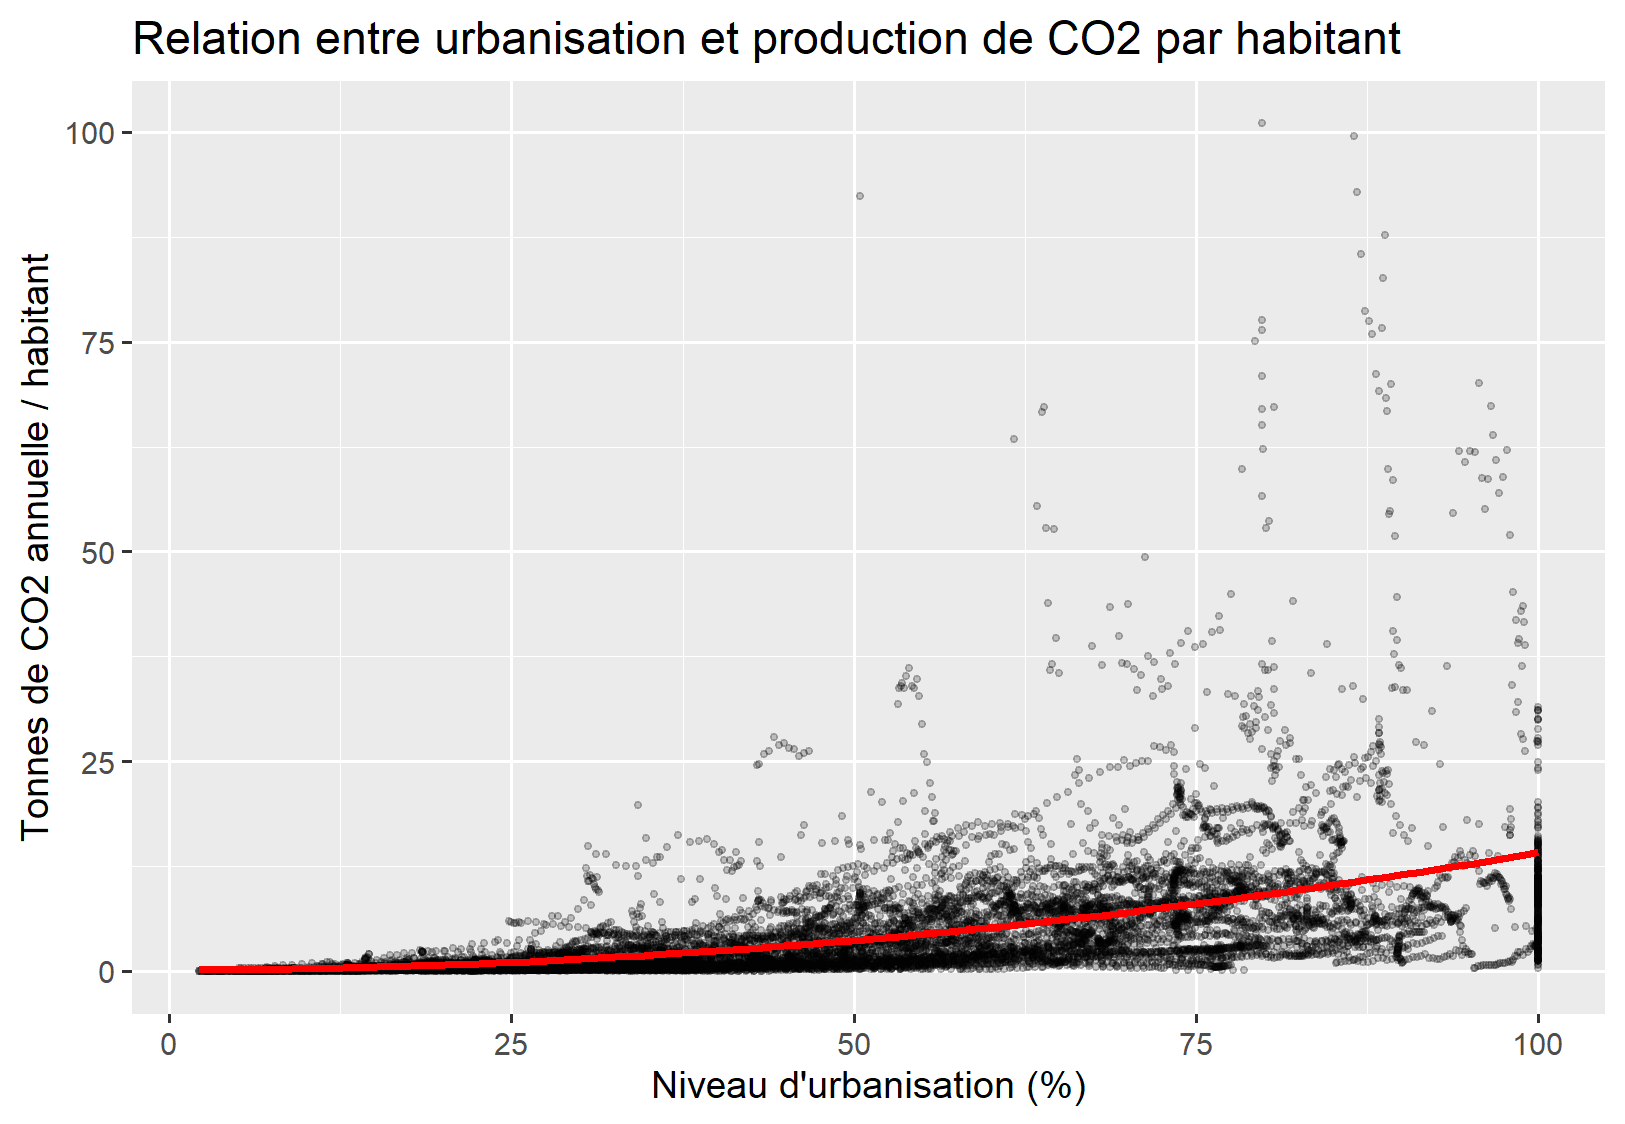 Relation entre urbanisation et production de CO2 par habitant
100
75
50
25
0
Tonnes de CO2 annuelle / habitant
0 25 50 75 100
Niveau d'urbanisation (%)